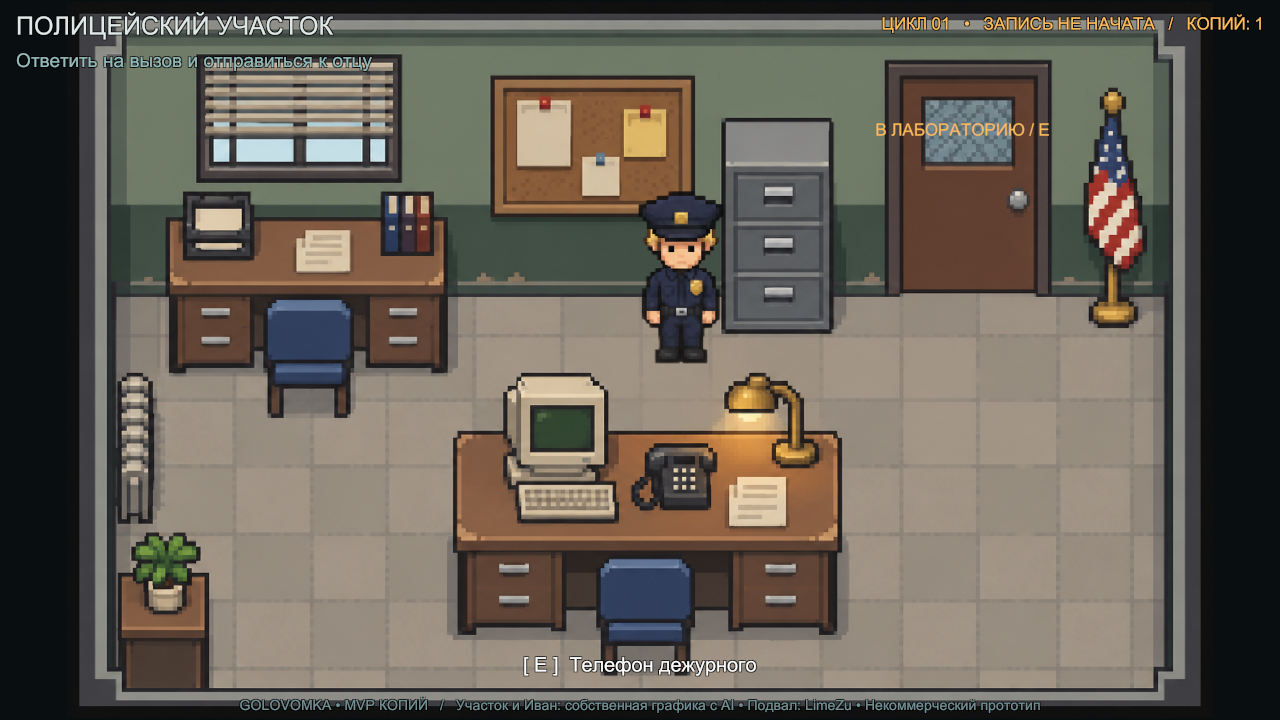 ПОЛИЦЕЙСКИЙ УЧАСТОК
ЦИКЛ 01 • ЗАПИСЬ НЕ НАЧАТА / КОПИЙ: 1
Ответить на вызов и отправиться к отцу
В ЛАБОРАТОРИЮ / E
[ E ] Телефон дежурного
GOLOVOMKA • MVP КОПИЙ / Участок и Иван: собственная графика с AI • Подвал: LimeZu • Некоммерческий прототип